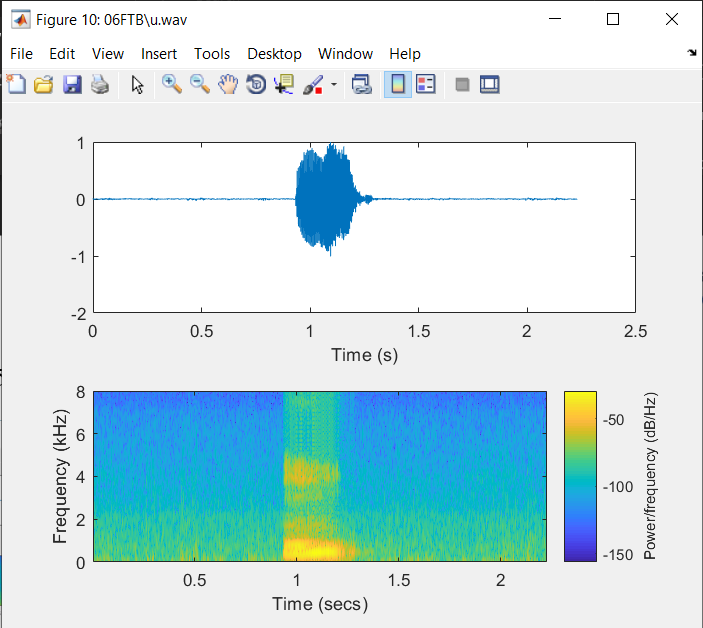 Figure 10: 06FTB\u.wav
File Edit View Insert Tools Desktop Window Help
1
0
-1
-2
0 0.5 1 1.5 2 2.5
Time (s)
8
6
4
2
0
Frequency (kHz)
0.5 1 1.5 2
Time (secs)
-50
-100
-150
Power/frequency (dB/Hz)